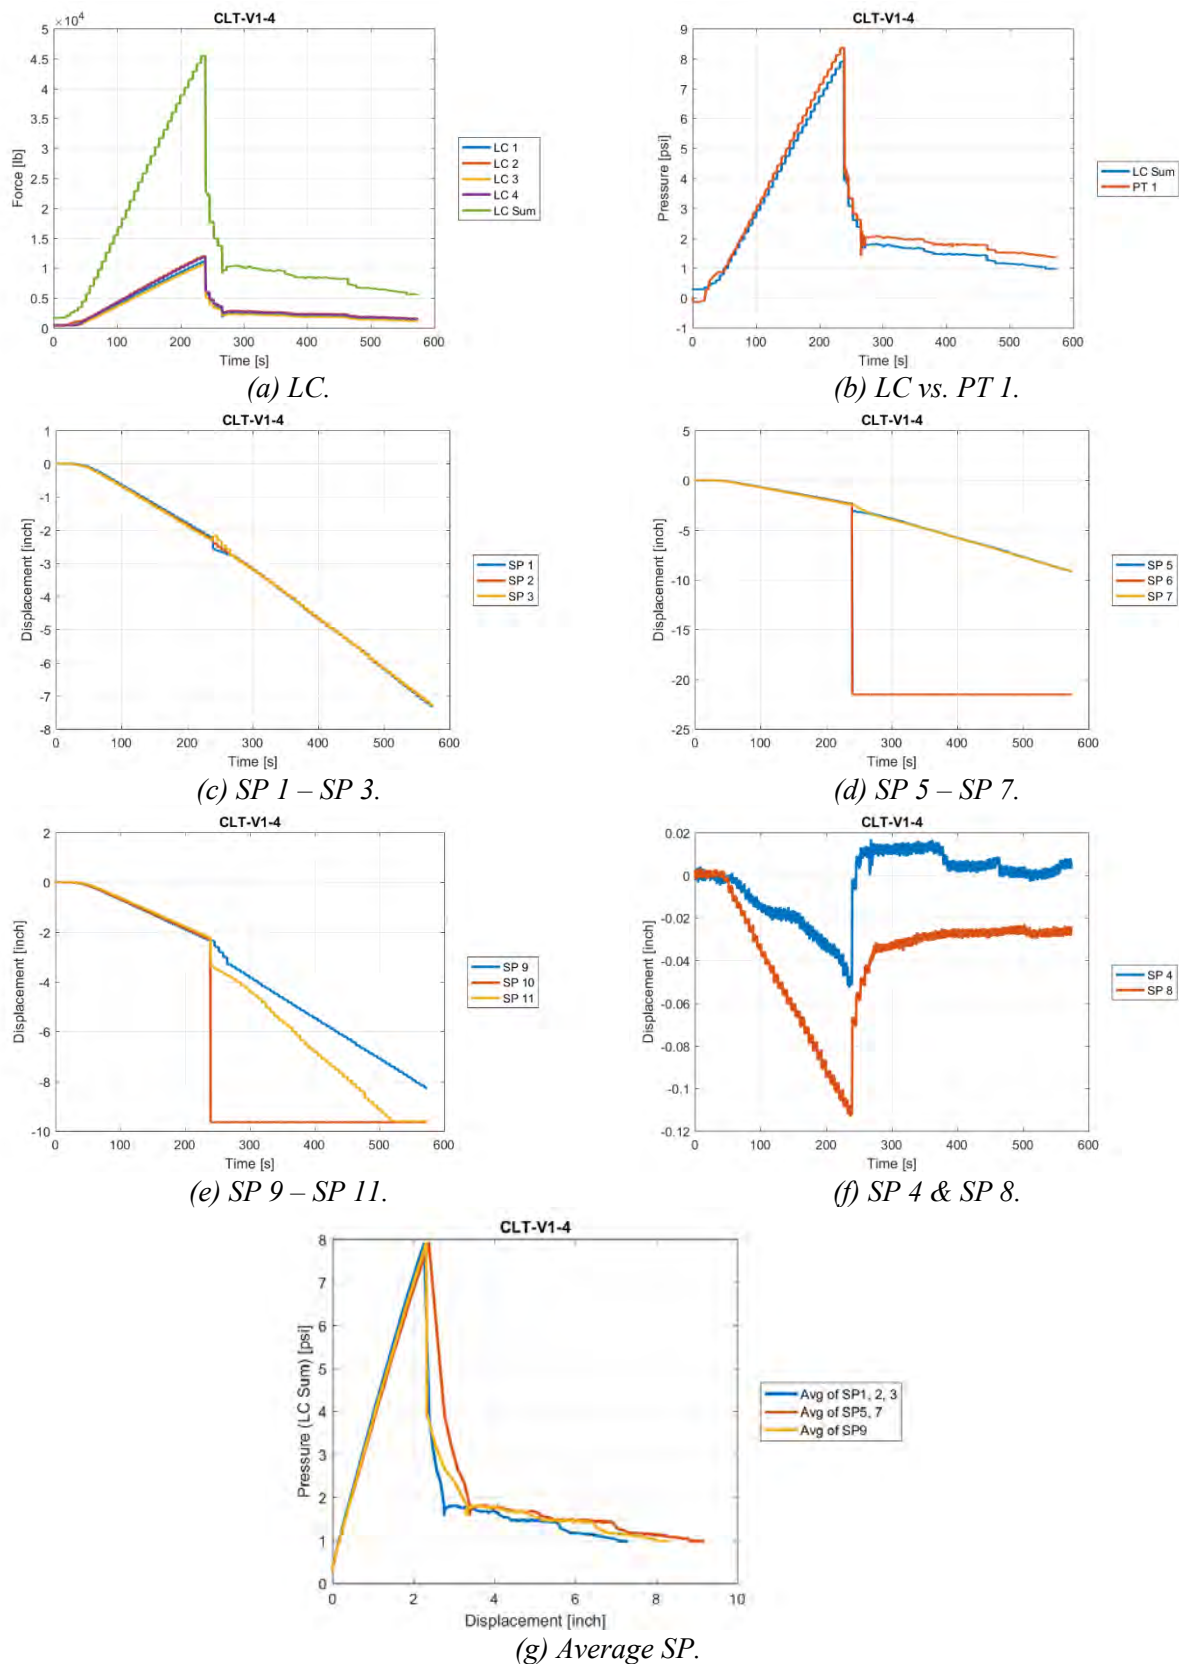 CLT-V1-4
×10⁴
5
4.5
4
3.5
3
2.5
2
1.5
1
0.5
0
Force [lb]
0 100 200 300 400 500 600
Time [s]
LC 1
LC 2
LC 3
LC 4
LC Sum
(a) LC.
CLT-V1-4
9
8
7
6
5
4
3
2
1
0
-1
Pressure [psi]
0 100 200 300 400 500 600
Time [s]
LC Sum
PT 1
(b) LC vs. PT 1.
CLT-V1-4
1
0
-1
-2
-3
-4
-5
-6
-7
-8
Displacement [inch]
0 100 200 300 400 500 600
Time [s]
SP 1
SP 2
SP 3
(c) SP 1 – SP 3.
CLT-V1-4
5
0
-5
-10
-15
-20
-25
Displacement [inch]
0 100 200 300 400 500 600
Time [s]
SP 5
SP 6
SP 7
(d) SP 5 – SP 7.
CLT-V1-4
2
0
-2
-4
-6
-8
-10
Displacement [inch]
0 100 200 300 400 500 600
Time [s]
SP 9
SP 10
SP 11
(e) SP 9 – SP 11.
CLT-V1-4
0.02
0
-0.02
-0.04
-0.06
-0.08
-0.1
-0.12
Displacement [inch]
0 100 200 300 400 500 600
Time [s]
SP 4
SP 8
(f) SP 4 & SP 8.
CLT-V1-4
8
7
6
5
4
3
2
1
0
Pressure (LC Sum) [psi]
0 2 4 6 8 10
Displacement [inch]
Avg of SP1, 2, 3
Avg of SP5, 7
Avg of SP9
(g) Average SP.